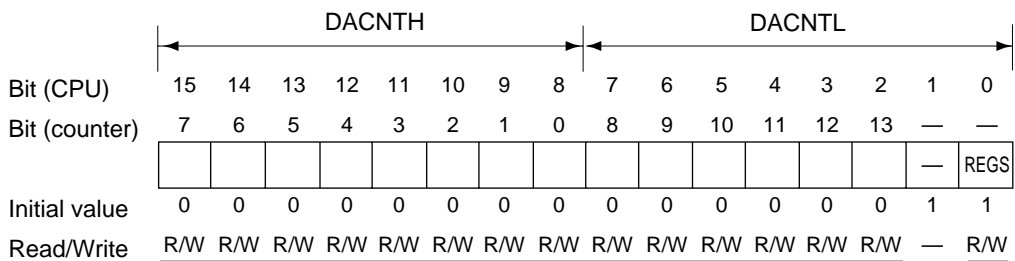 DACNTH DACNTL
Bit (CPU) 15 14 13 12 11 10 9 8 7 6 5 4 3 2 1 0
Bit (counter) 7 6 5 4 3 2 1 0 8 9 10 11 12 13 — —
— REGS
Initial value 0 0 0 0 0 0 0 0 0 0 0 0 0 0 1 1
Read/Write R/W R/W R/W R/W R/W R/W R/W R/W R/W R/W R/W R/W R/W R/W — R/W